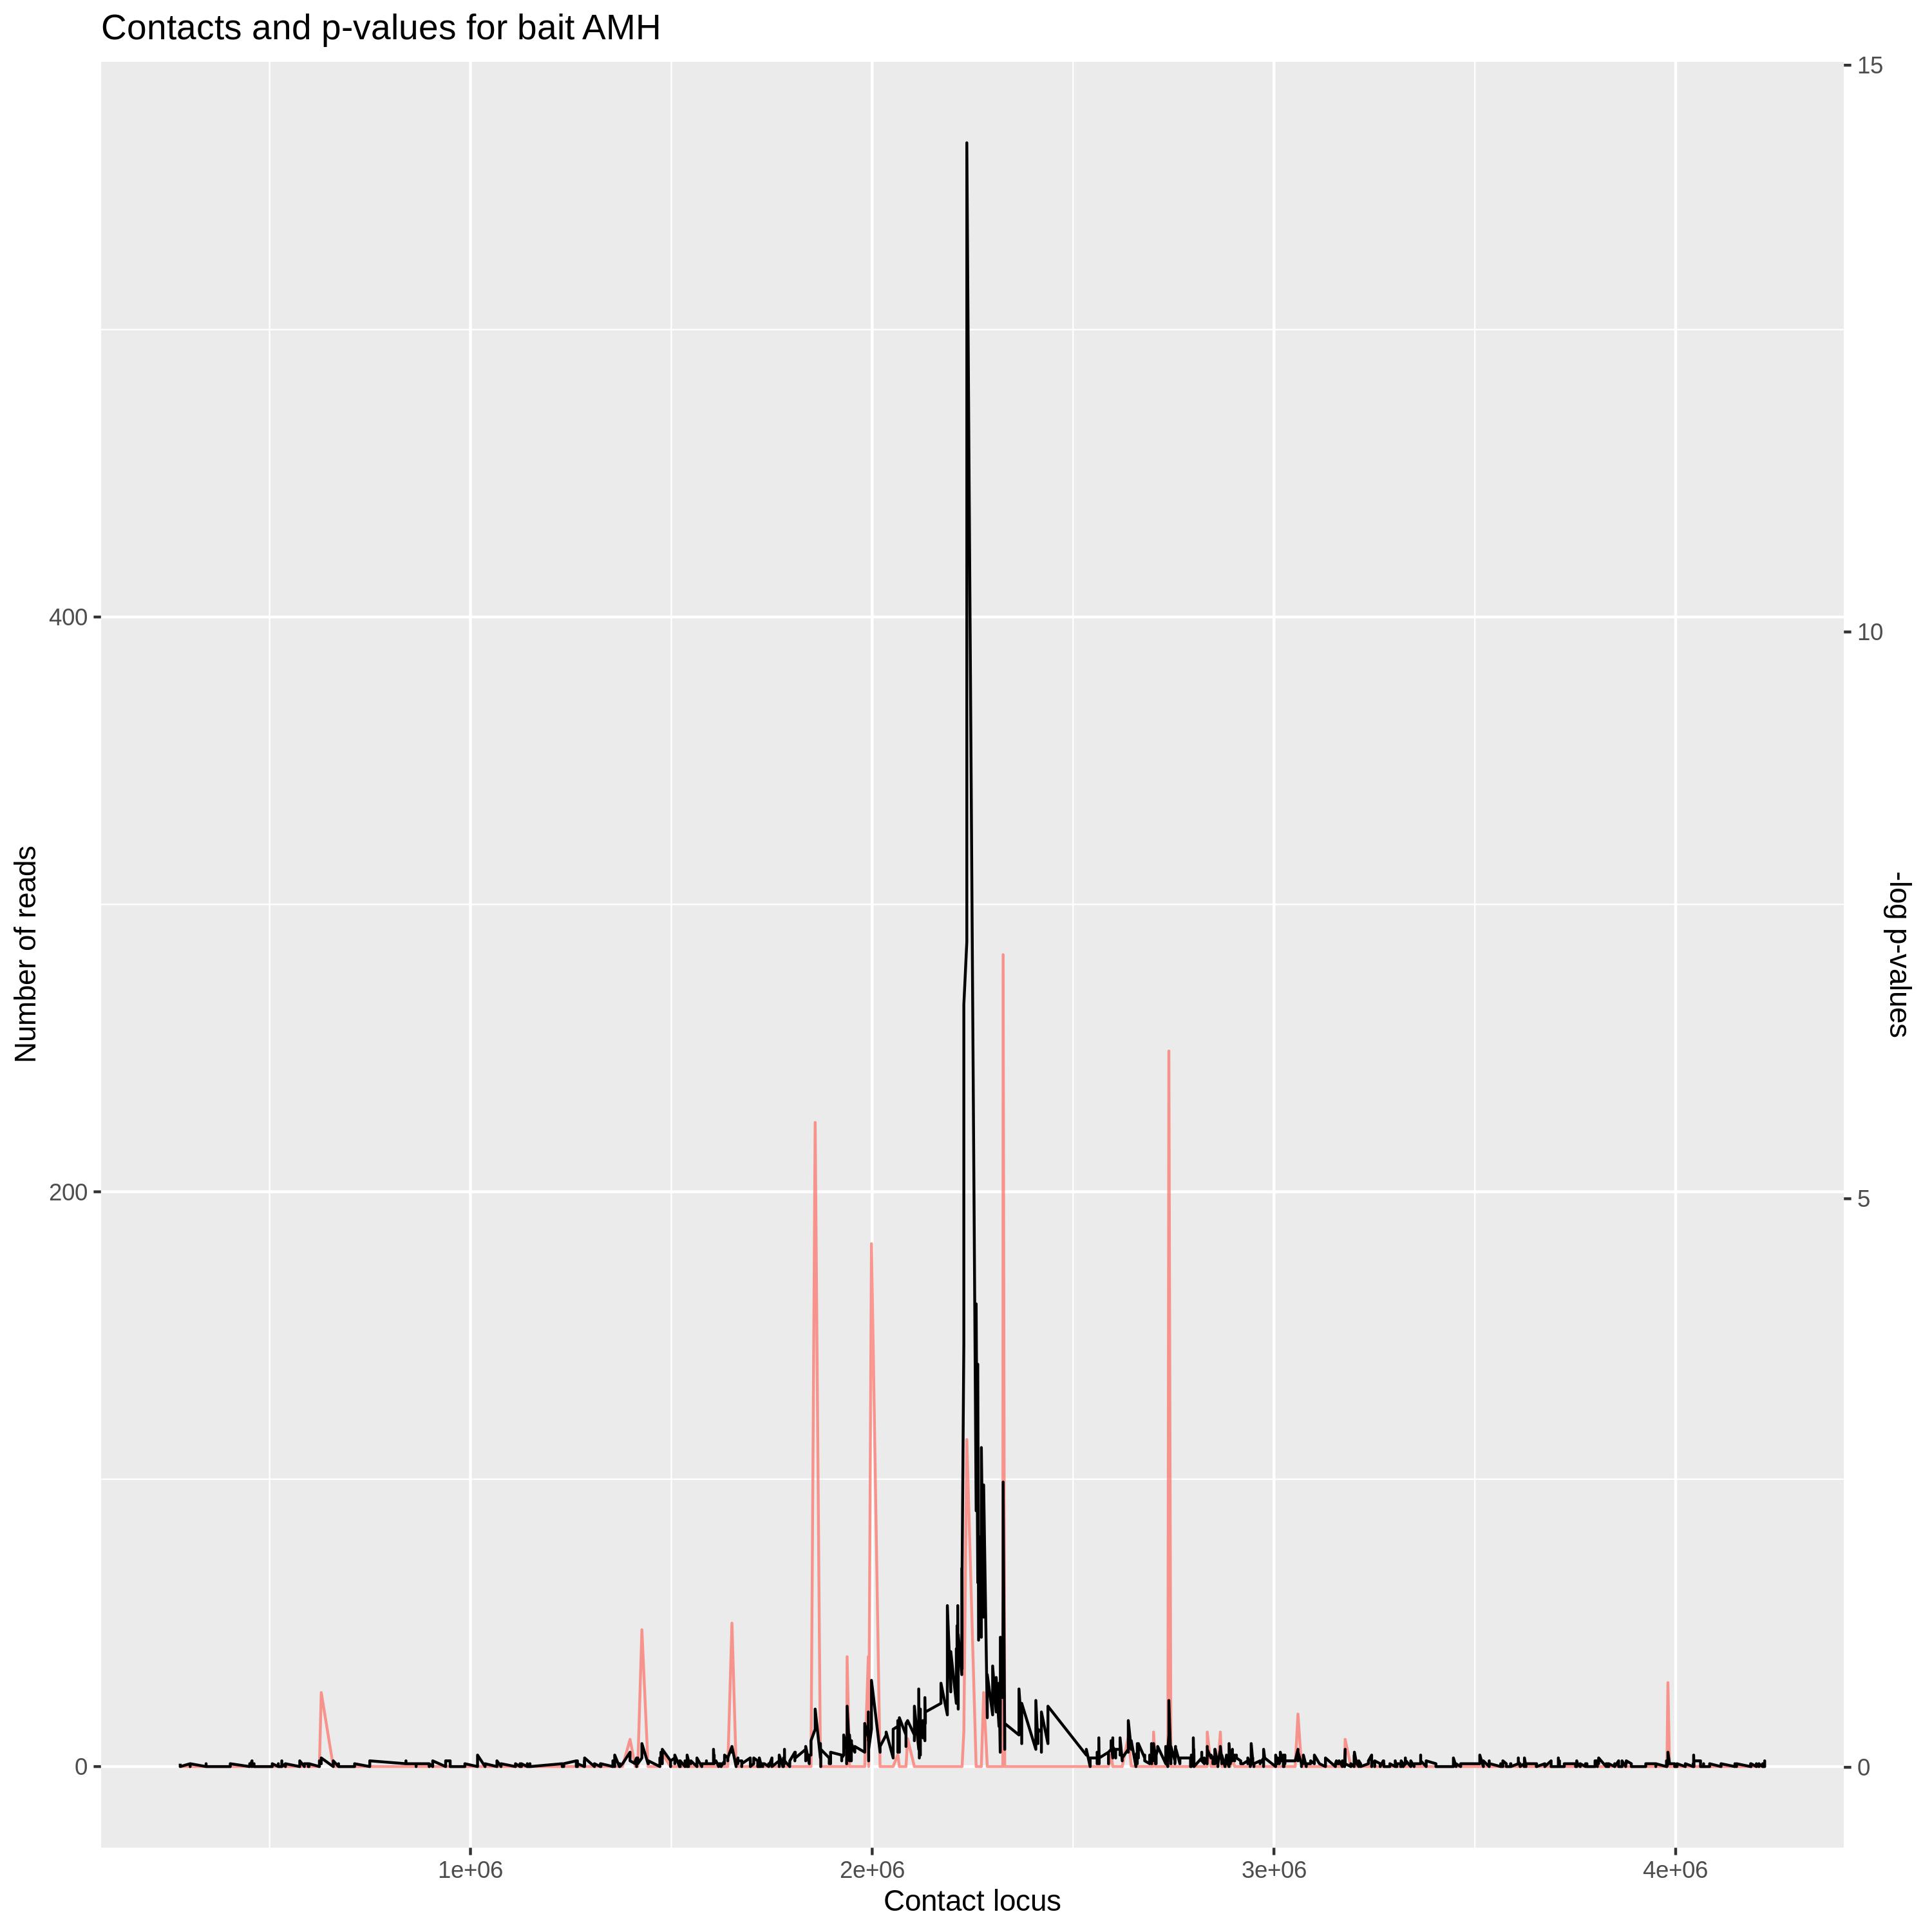 Contacts and p-values for bait AMH
15
400
10
Number of reads
-log p-values
200
5
0
0
1e+06
2e+06
3e+06
4e+06
Contact locus